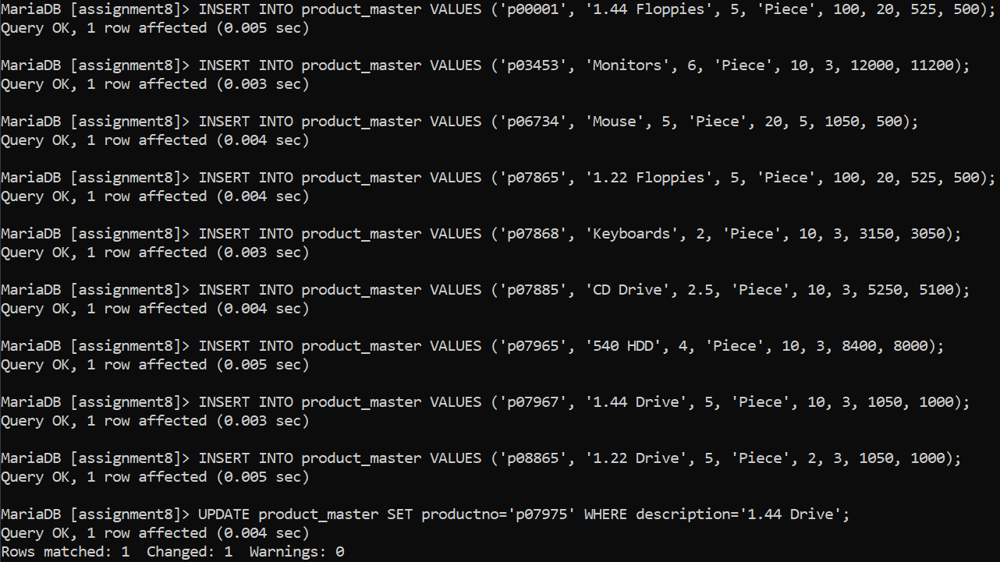 MariaDB [assignment8]> INSERT INTO product_master VALUES ('p00001', '1.44 Floppies', 5, 'Piece', 100, 20, 525, 500);
Query OK, 1 row affected (0.005 sec)
MariaDB [assignment8]> INSERT INTO product_master VALUES ('p03453', 'Monitors', 6, 'Piece', 10, 3, 12000, 11200);
Query OK, 1 row affected (0.003 sec)
MariaDB [assignment8]> INSERT INTO product_master VALUES ('p06734', 'Mouse', 5, 'Piece', 20, 5, 1050, 500);
Query OK, 1 row affected (0.004 sec)
MariaDB [assignment8]> INSERT INTO product_master VALUES ('p07865', '1.22 Floppies', 5, 'Piece', 100, 20, 525, 500);
Query OK, 1 row affected (0.004 sec)
MariaDB [assignment8]> INSERT INTO product_master VALUES ('p07868', 'Keyboards', 2, 'Piece', 10, 3, 3150, 3050);
Query OK, 1 row affected (0.003 sec)
MariaDB [assignment8]> INSERT INTO product_master VALUES ('p07885', 'CD Drive', 2.5, 'Piece', 10, 3, 5250, 5100);
Query OK, 1 row affected (0.004 sec)
MariaDB [assignment8]> INSERT INTO product_master VALUES ('p07965', '540 HDD', 4, 'Piece', 10, 3, 8400, 8000);
Query OK, 1 row affected (0.005 sec)
MariaDB [assignment8]> INSERT INTO product_master VALUES ('p07967', '1.44 Drive', 5, 'Piece', 10, 3, 1050, 1000);
Query OK, 1 row affected (0.003 sec)
MariaDB [assignment8]> INSERT INTO product_master VALUES ('p08865', '1.22 Drive', 5, 'Piece', 2, 3, 1050, 1000);
Query OK, 1 row affected (0.005 sec)
MariaDB [assignment8]> UPDATE product_master SET productno='p07975' WHERE description='1.44 Drive';
Query OK, 1 row affected (0.004 sec)
Rows matched: 1  Changed: 1  Warnings: 0